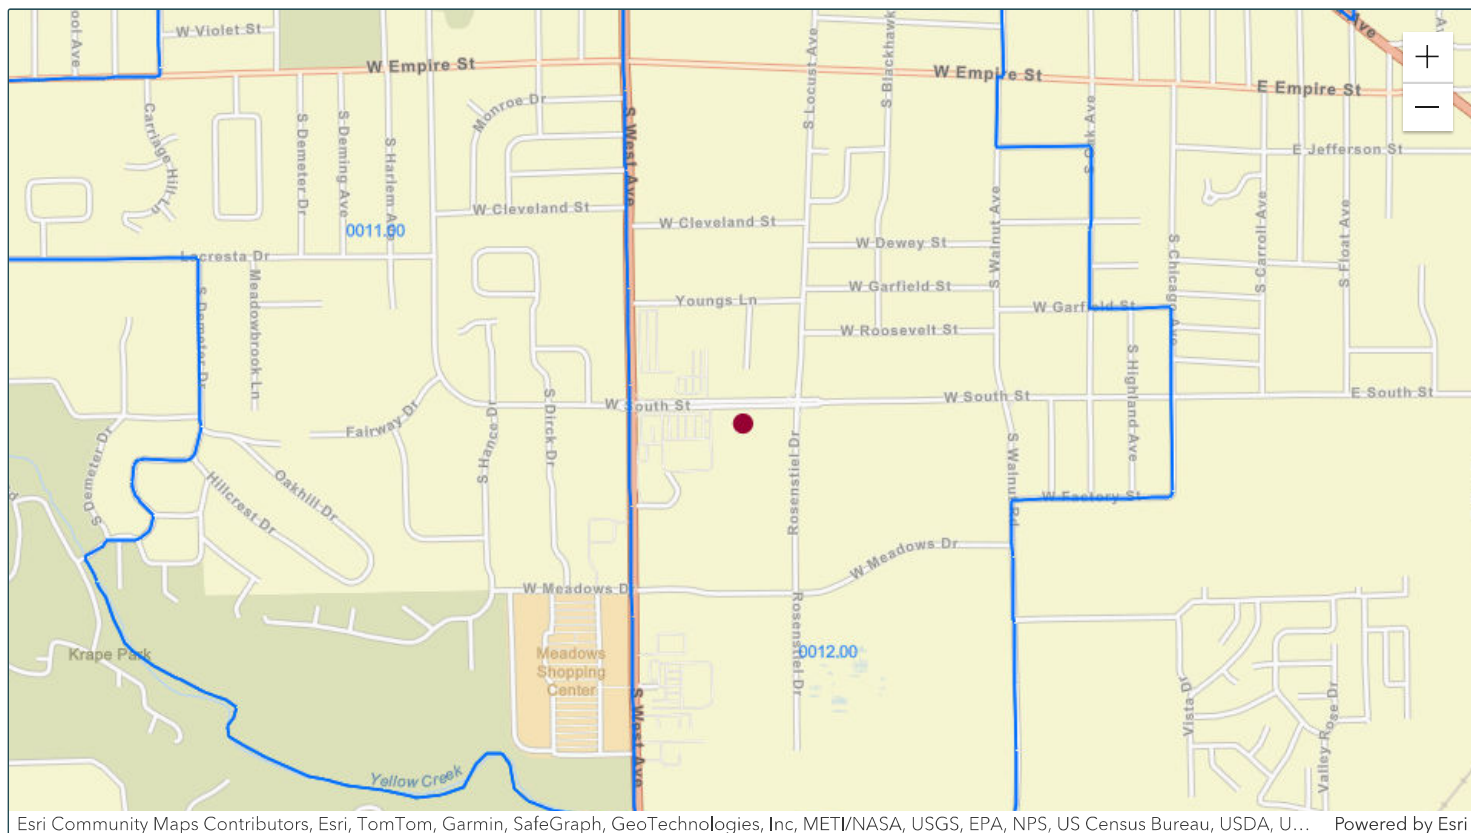 ool Ave
W Violet St
W Empire St
W Empire St
E Empire St
Ave
Av
+
−
Carriage Hill Ln
S Demeter Dr
S Deming Ave
S Harlem Ave
Monroe Dr
S West Ave
S Locust Ave
S Blackhawk
S Oak Ave
E Jefferson St
W Cleveland St
W Cleveland St
W Dewey St
S Walnut Ave
S Carroll Ave
S Float Ave
0011.00
Lacresta Dr
S Demeter Dr
Meadowbrook Ln
Youngs Ln
W Garfield St
W Garfield St
S Chicago Ave
W Roosevelt St
S Highland Ave
W South St
W South St
E South St
Fairway Dr
S Hance Dr
S Dirck Dr
Rosenstiel Dr
S Walnut Rd
S Demeter Dr
Hillcrest Dr
Oakhill Dr
d
W Factory St
W Meadows Dr
W Meadows D
Rosenstiel Dr
Krape Park
Meadows
Shopping
Center
0012.00
S West Ave
Vista Dr
Valley Rose Dr
Yellow Creek
Esri Community Maps Contributors, Esri, TomTom, Garmin, SafeGraph, GeoTechnologies, Inc, METI/NASA, USGS, EPA, NPS, US Census Bureau, USDA, U... Powered by Esri